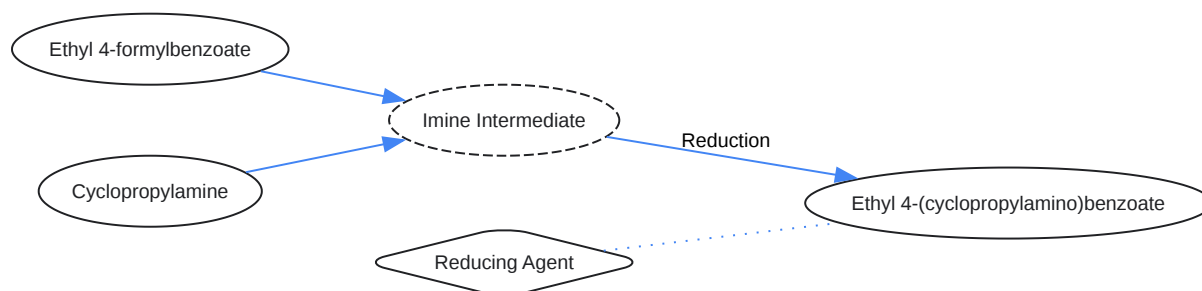 Ethyl 4-formylbenzoate
Imine Intermediate
Reduction
Cyclopropylamine
Ethyl 4-(cyclopropylamino)benzoate
Reducing Agent